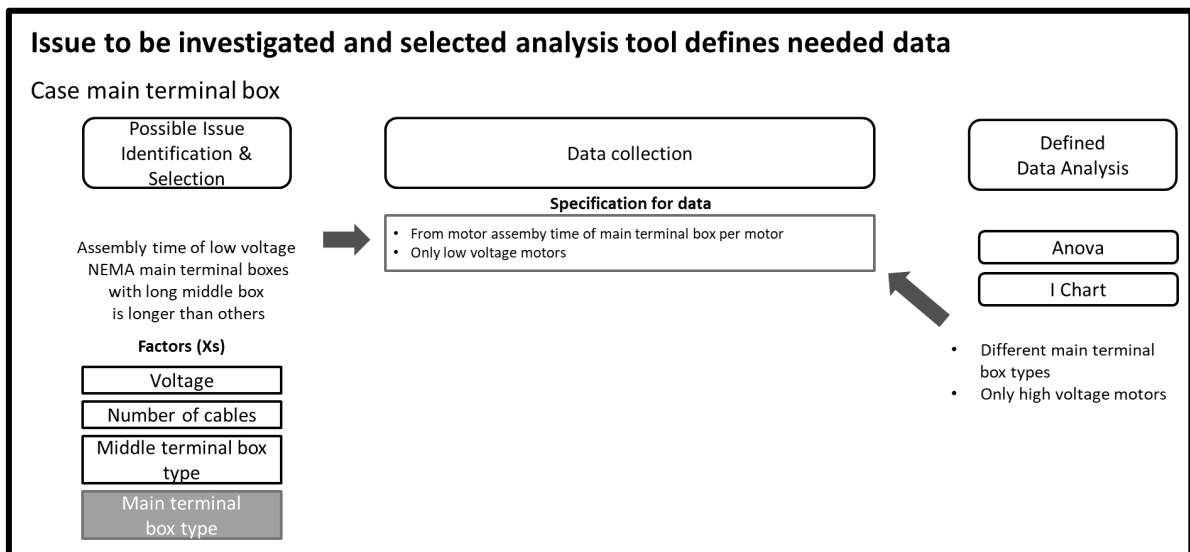 Issue to be investigated and selected analysis tool defines needed data
Case main terminal box
Possible Issue
Identification &
Selection
Data collection
Defined
Data Analysis
Specification for data
• From motor assemby time of main terminal box per motor
• Only low voltage motors
Assembly time of low voltage
NEMA main terminal boxes
with long middle box
is longer than others
Factors (Xs)
Voltage
Number of cables
Middle terminal box
type
Main terminal
box type
Anova
I Chart
• Different main terminal
box types
• Only high voltage motors